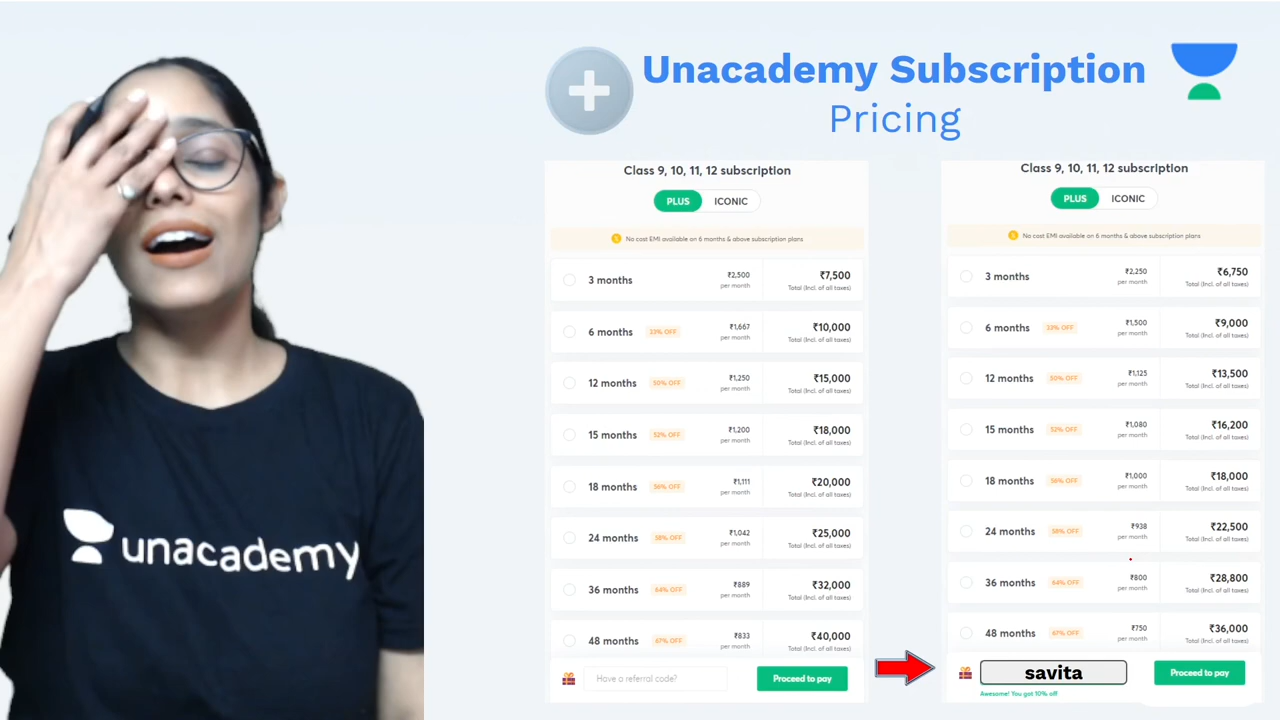 Unacademy Subscription
Pricing
unacademy
Class 9, 10, 11, 12 subscription
PLUS ICONIC
No cost EMI available on 6 months & above subscription plans
3 months ₹2,500 per month ₹7,500 Total (Incl. of all taxes)
6 months 33% OFF ₹1,667 per month ₹10,000 Total (Incl. of all taxes)
12 months 50% OFF ₹1,250 per month ₹15,000 Total (Incl. of all taxes)
15 months 52% OFF ₹1,200 per month ₹18,000 Total (Incl. of all taxes)
18 months 56% OFF ₹1,111 per month ₹20,000 Total (Incl. of all taxes)
24 months 58% OFF ₹1,042 per month ₹25,000 Total (Incl. of all taxes)
36 months 64% OFF ₹889 per month ₹32,000 Total (Incl. of all taxes)
48 months 67% OFF ₹833 per month ₹40,000 Total (Incl. of all taxes)
Have a referral code? Proceed to pay
Class 9, 10, 11, 12 subscription
PLUS ICONIC
No cost EMI available on 6 months & above subscription plans
3 months ₹2,250 per month ₹6,750 Total (Incl. of all taxes)
6 months 33% OFF ₹1,500 per month ₹9,000 Total (Incl. of all taxes)
12 months 50% OFF ₹1,125 per month ₹13,500 Total (Incl. of all taxes)
15 months 52% OFF ₹1,080 per month ₹16,200 Total (Incl. of all taxes)
18 months 56% OFF ₹1,000 per month ₹18,000 Total (Incl. of all taxes)
24 months 58% OFF ₹938 per month ₹22,500 Total (Incl. of all taxes)
36 months 64% OFF ₹800 per month ₹28,800 Total (Incl. of all taxes)
48 months 67% OFF ₹750 per month ₹36,000 Total (Incl. of all taxes)
savita Proceed to pay
Awesome! You got 10% off